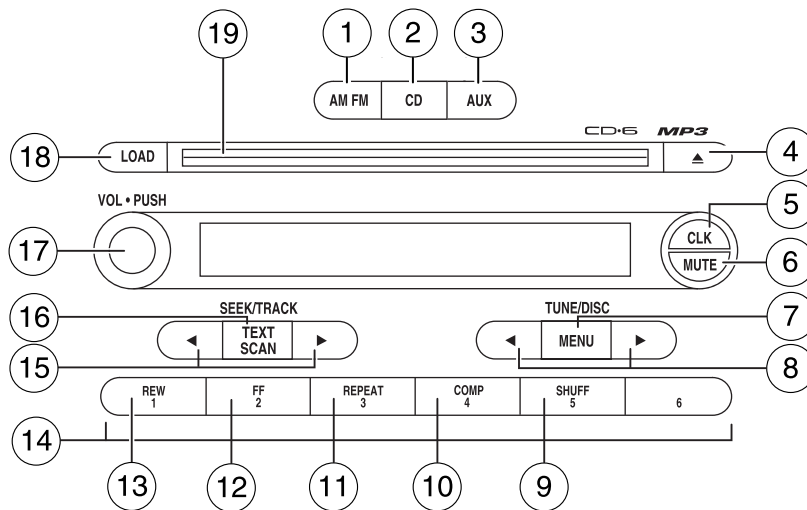 19 1 2 3
AM FM CD AUX
CD•6 MP3
18 LOAD 4
VOL • PUSH
5
CLK
17
MUTE 6
SEEK/TRACK TUNE/DISC
16 7
TEXT
SCAN
MENU
15 8
REW FF REPEAT COMP SHUFF
1 2 3 4 5 6
14
13 12 11 10 9